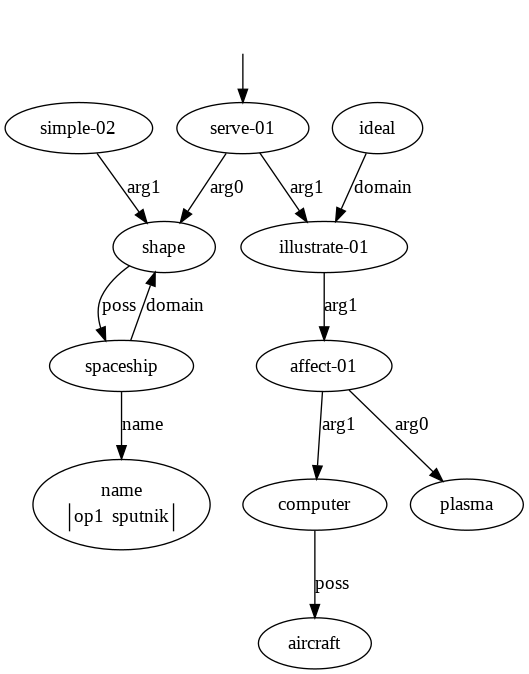 simple-02
serve-01
ideal
arg1
arg0
arg1
domain
shape
illustrate-01
poss
domain
arg1
spaceship
affect-01
name
arg1
arg0
name
op1 sputnik
computer
plasma
poss
aircraft